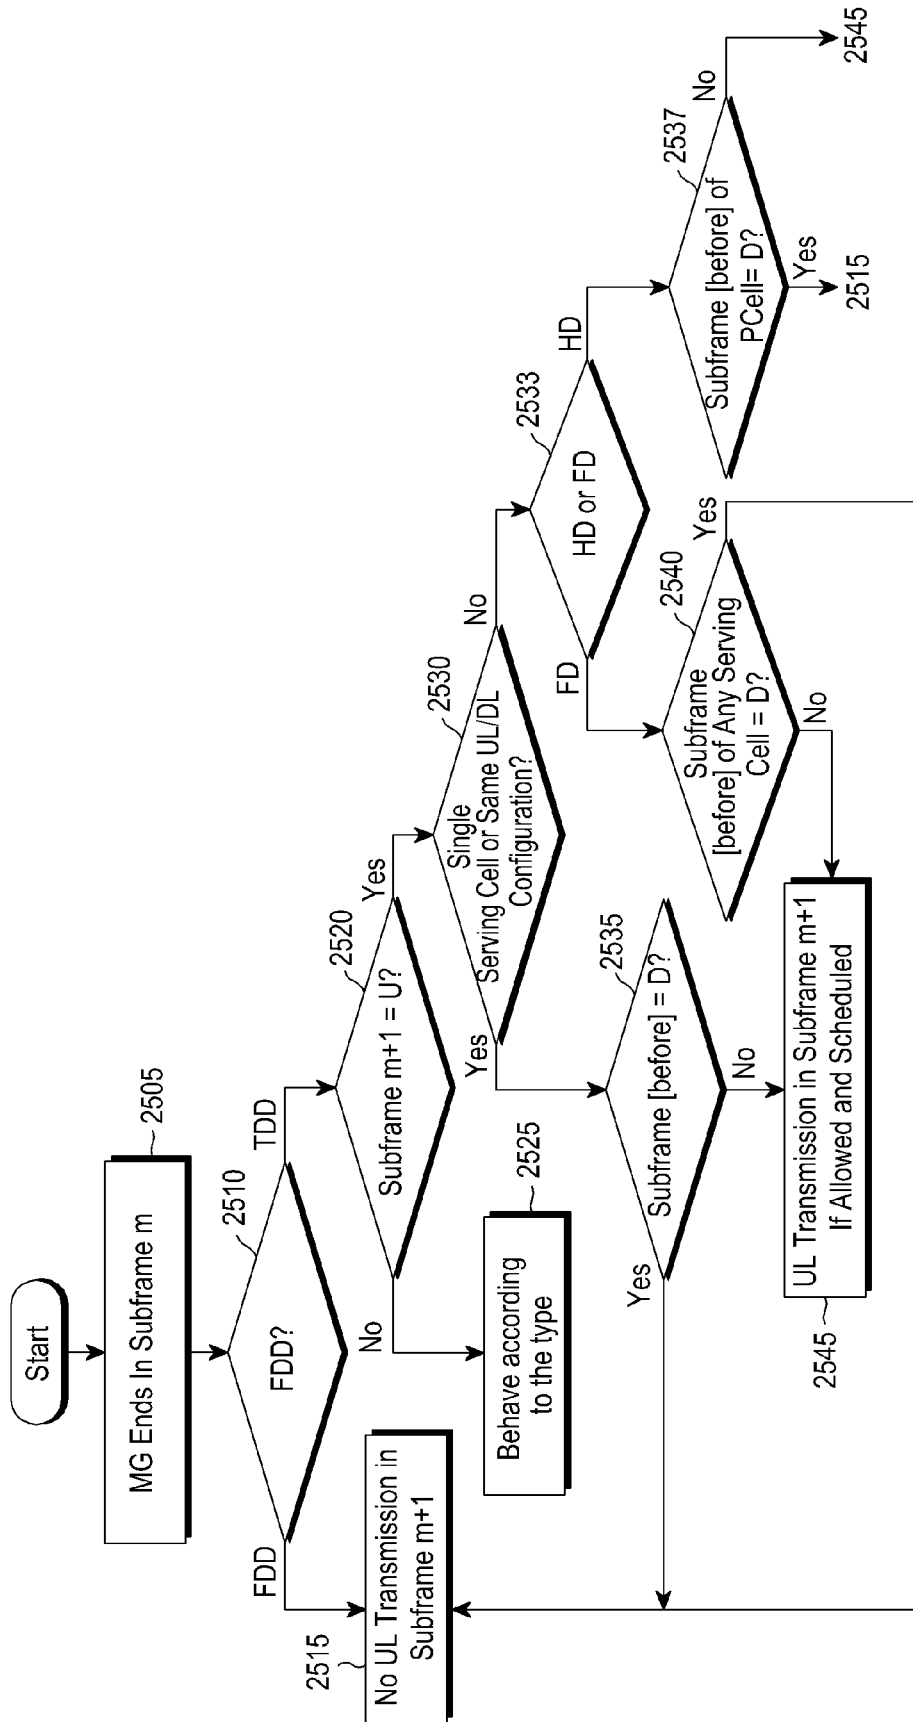 Start
MG Ends In Subframe m
2505
FDD?
2510
FDD
TDD
2515
No UL Transmission in
Subframe m+1
Subframe m+1 = U?
2520
No
Yes
Behave according
to the type
2525
Single
Serving Cell or Same UL/DL
Configuration?
2530
Yes
No
HD or FD
2533
FD
HD
Subframe [before] = D?
2535
Yes
No
Subframe
[before] of Any Serving
Cell = D?
2540
Yes
No
Subframe [before] of
PCell= D?
2537
No
Yes
2515
2545
UL Transmission in Subframe m+1
If Allowed and Scheduled
2545